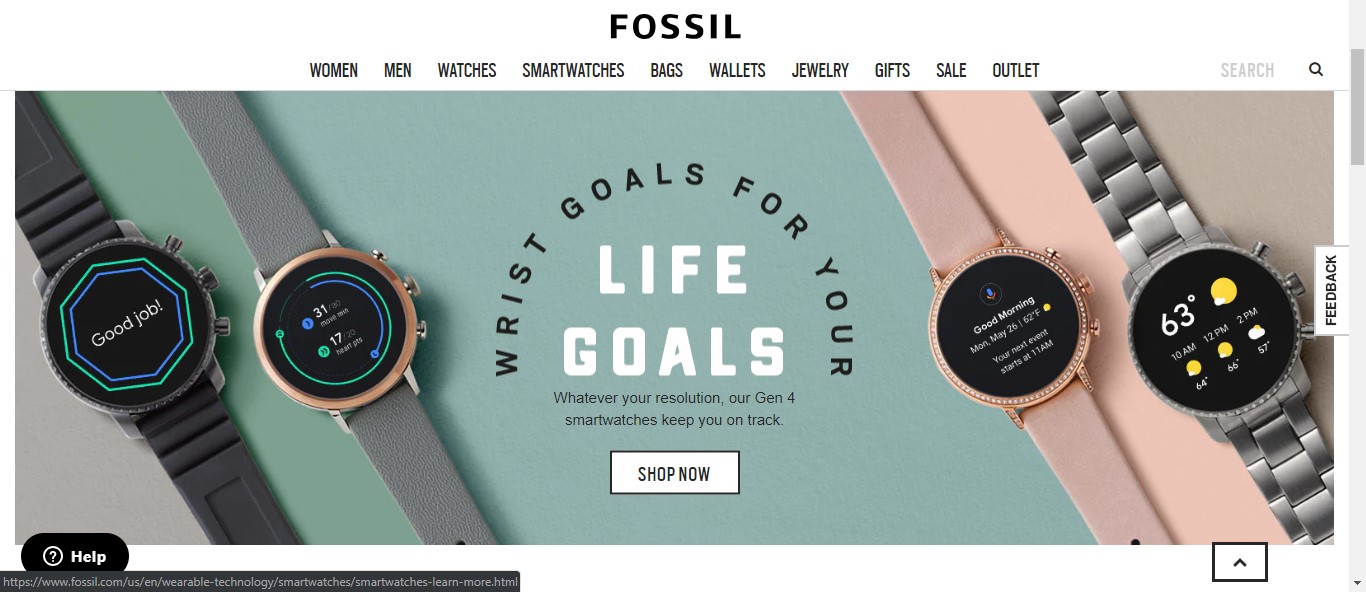 FOSSIL
WOMEN MEN WATCHES SMARTWATCHES BAGS WALLETS JEWELRY GIFTS SALE OUTLET SEARCH
WRIST GOALS FOR YOUR
LIFE
GOALS
Whatever your resolution, our Gen 4
smartwatches keep you on track.
SHOP NOW
Good job!
31/90
move min
17/20
heart pts
Good Morning
Mon, May 26 | 62°F
Your next event
starts at 11AM
63°
10 AM 12 PM 2 PM
64° 66° 57°
FEEDBACK
Help
https://www.fossil.com/us/en/wearable-technology/smartwatches/smartwatches-learn-more.html